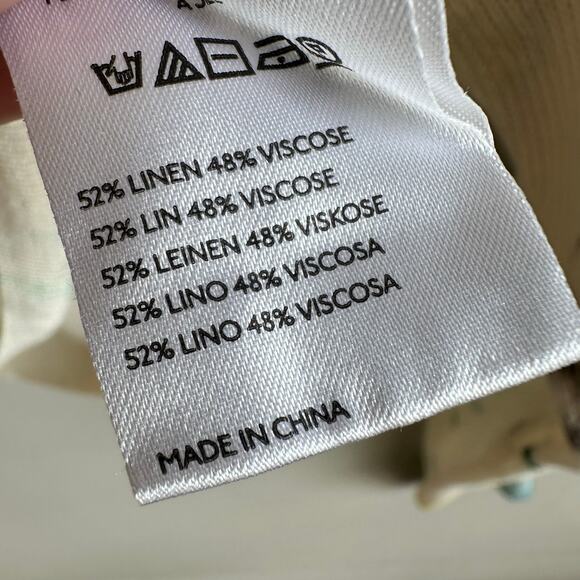 52% LINEN 48% VISCOSE
52% LIN 48% VISCOSE
52% LEINEN 48% VISKOSE
52% LINO 48% VISCOSA
52% LINO 48% VISCOSA
MADE IN CHINA